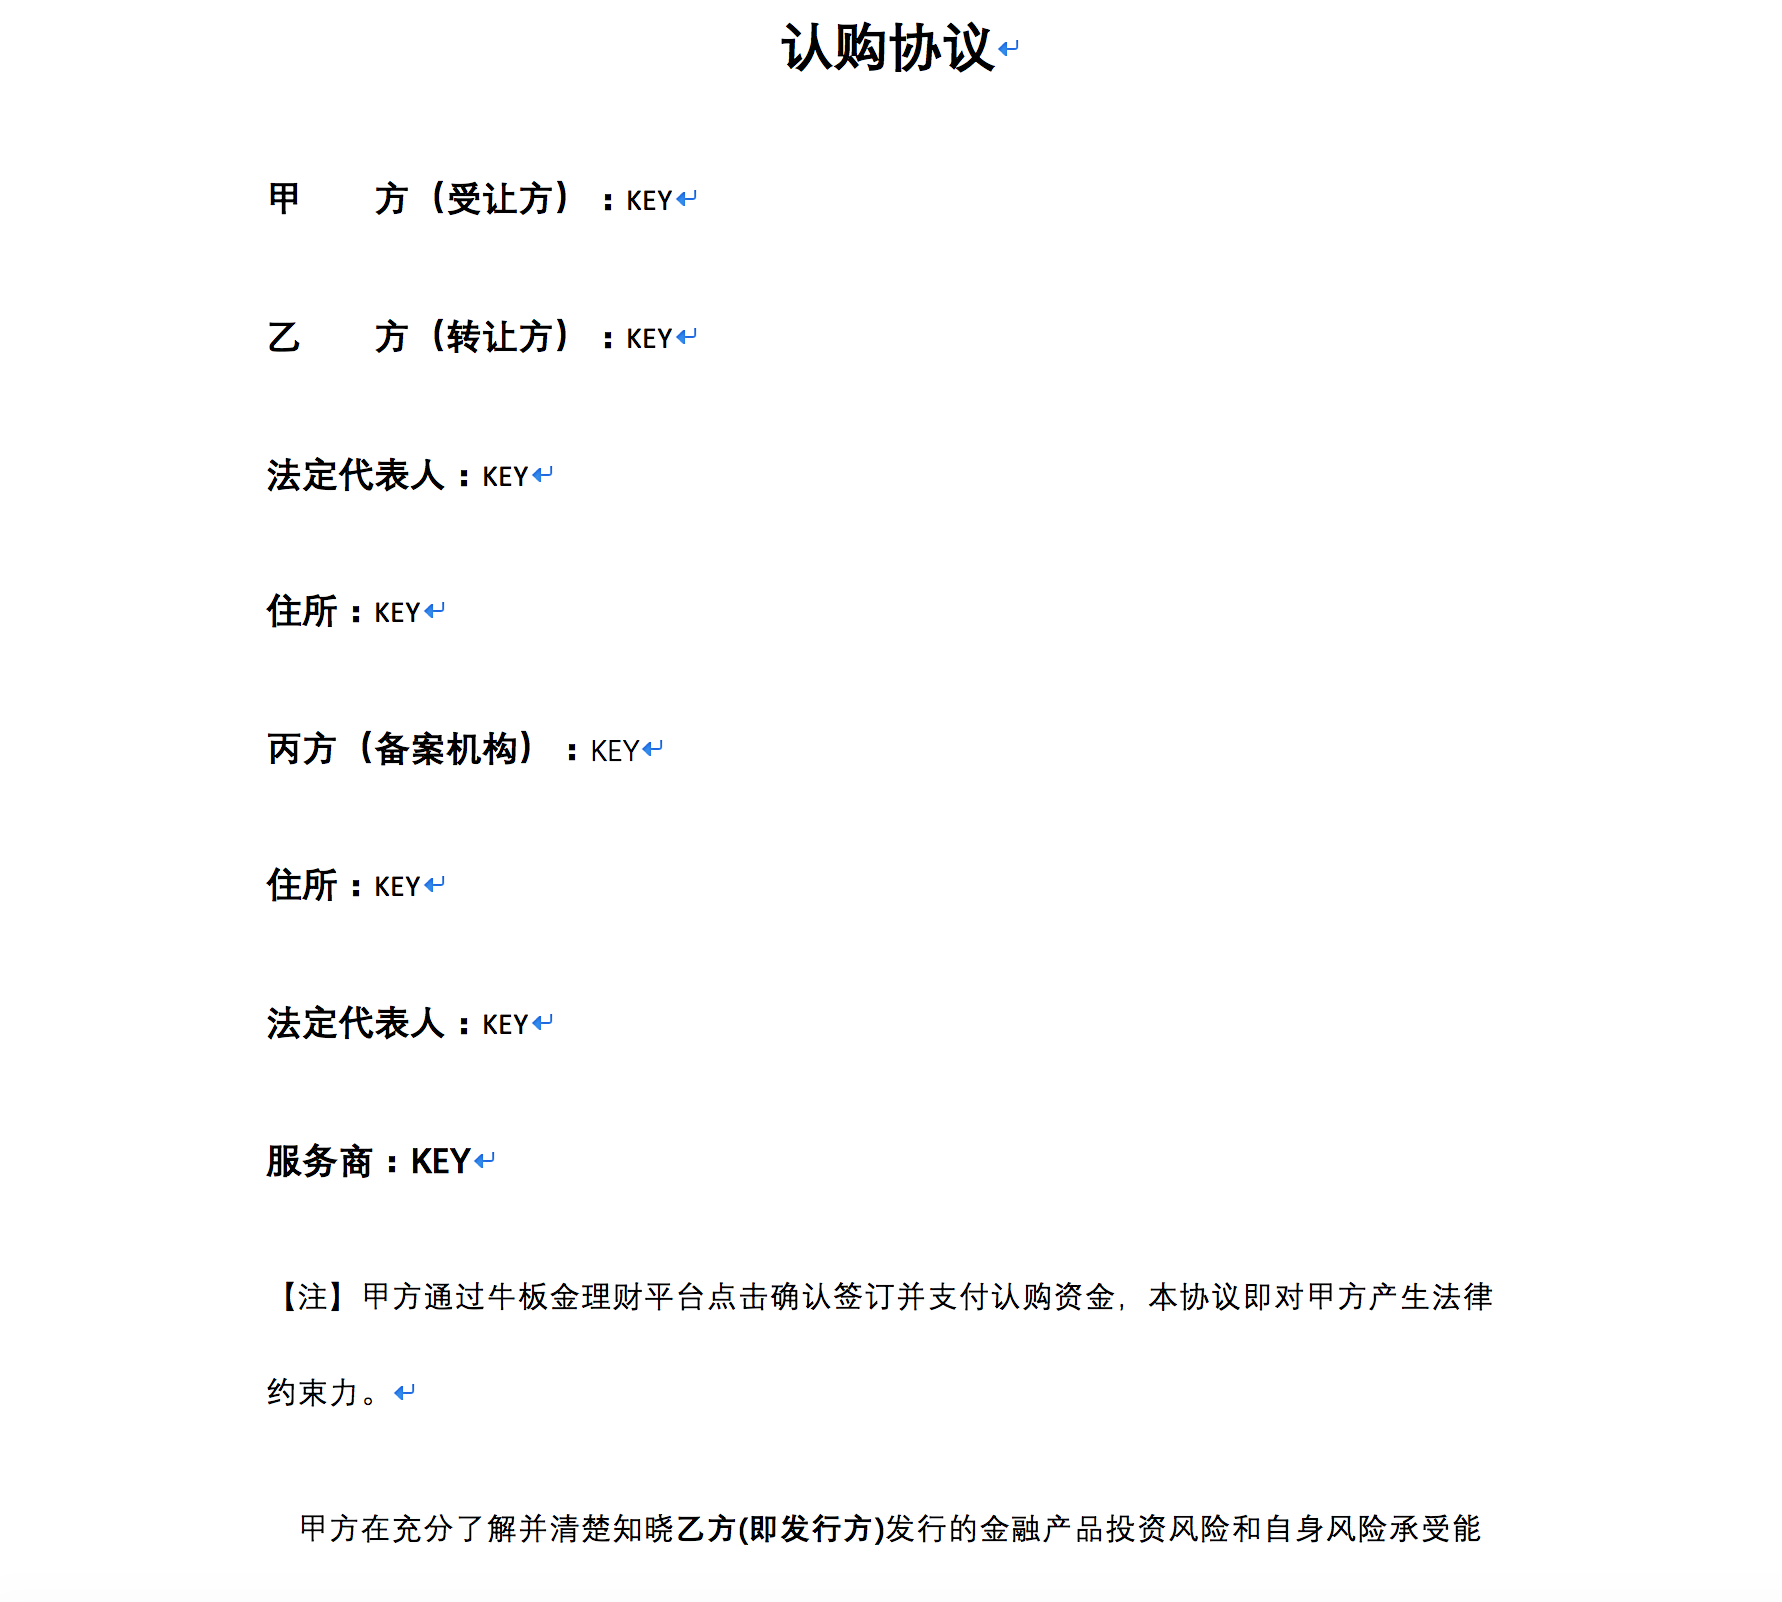 认购协议
甲　　方（受让方）：KEY
乙　　方（转让方）：KEY
法定代表人：KEY
住所：KEY
丙方（备案机构）：KEY
住所：KEY
法定代表人：KEY
服务商：KEY
【注】甲方通过牛板金理财平台点击确认签订并支付认购资金，本协议即对甲方产生法律
约束力。
甲方在充分了解并清楚知晓乙方(即发行方)发行的金融产品投资风险和自身风险承受能